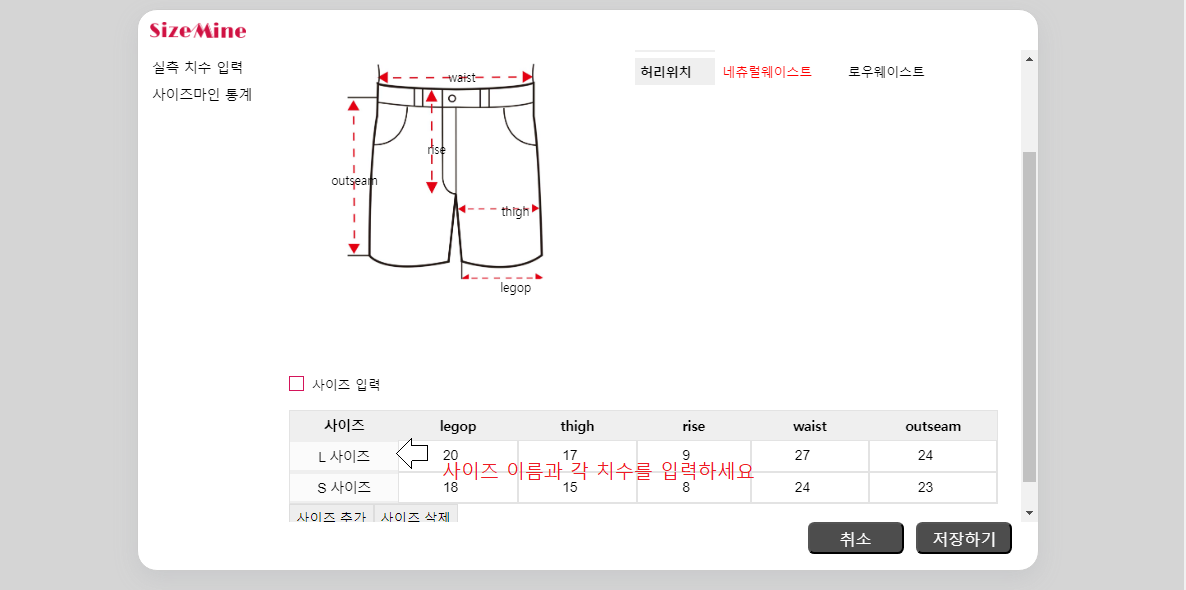 SizeMine
실측 치수 입력
사이즈마인 통계
waist
rise
outseam
thigh
legop
허리위치 네츄럴웨이스트 로우웨이스트
사이즈 입력
사이즈 legop thigh rise waist outseam
L 사이즈 20 17 9 27 24
사이즈 이름과 각 치수를 입력하세요
S 사이즈 18 15 8 24 23
사이즈 추가 사이즈 삭제
취소 저장하기